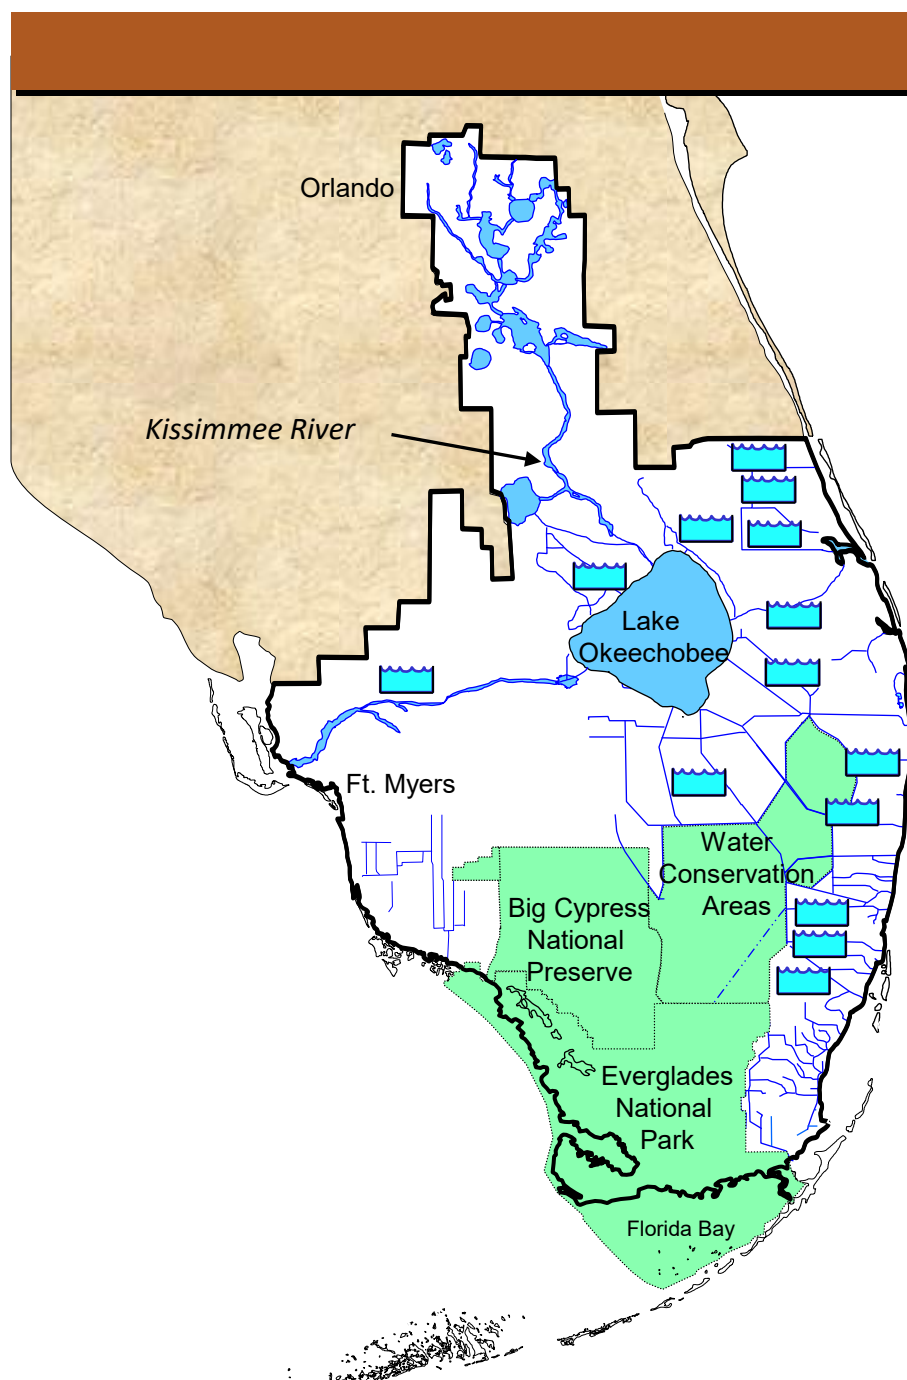 Orlando
Kissimmee River
Lake
Okeechobee
Ft. Myers
Water
Conservation
Areas
Big Cypress
National
Preserve
Everglades
National
Park
Florida Bay